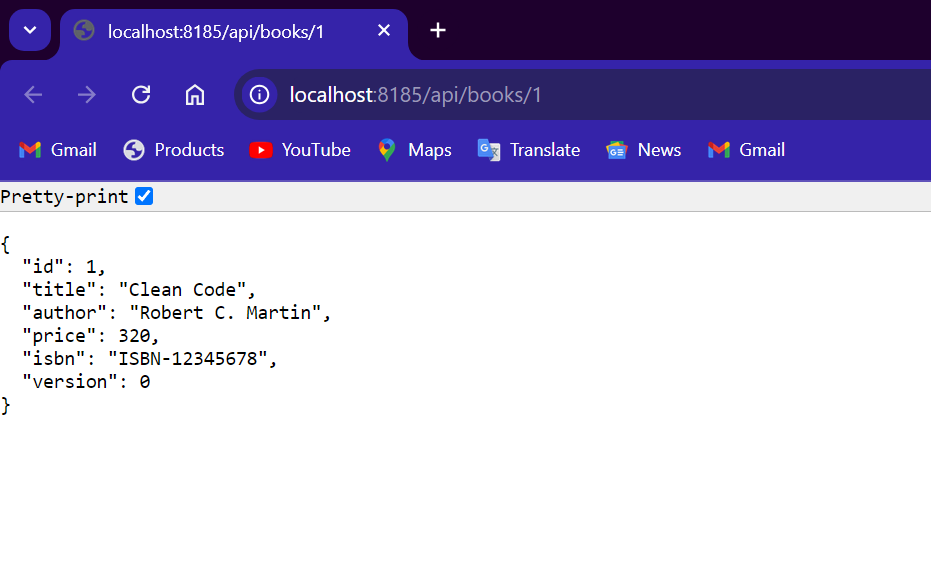 localhost:8185/api/books/1
localhost:8185/api/books/1
Gmail Products YouTube Maps Translate News Gmail
Pretty-print
{
  "id": 1,
  "title": "Clean Code",
  "author": "Robert C. Martin",
  "price": 320,
  "isbn": "ISBN-12345678",
  "version": 0
}